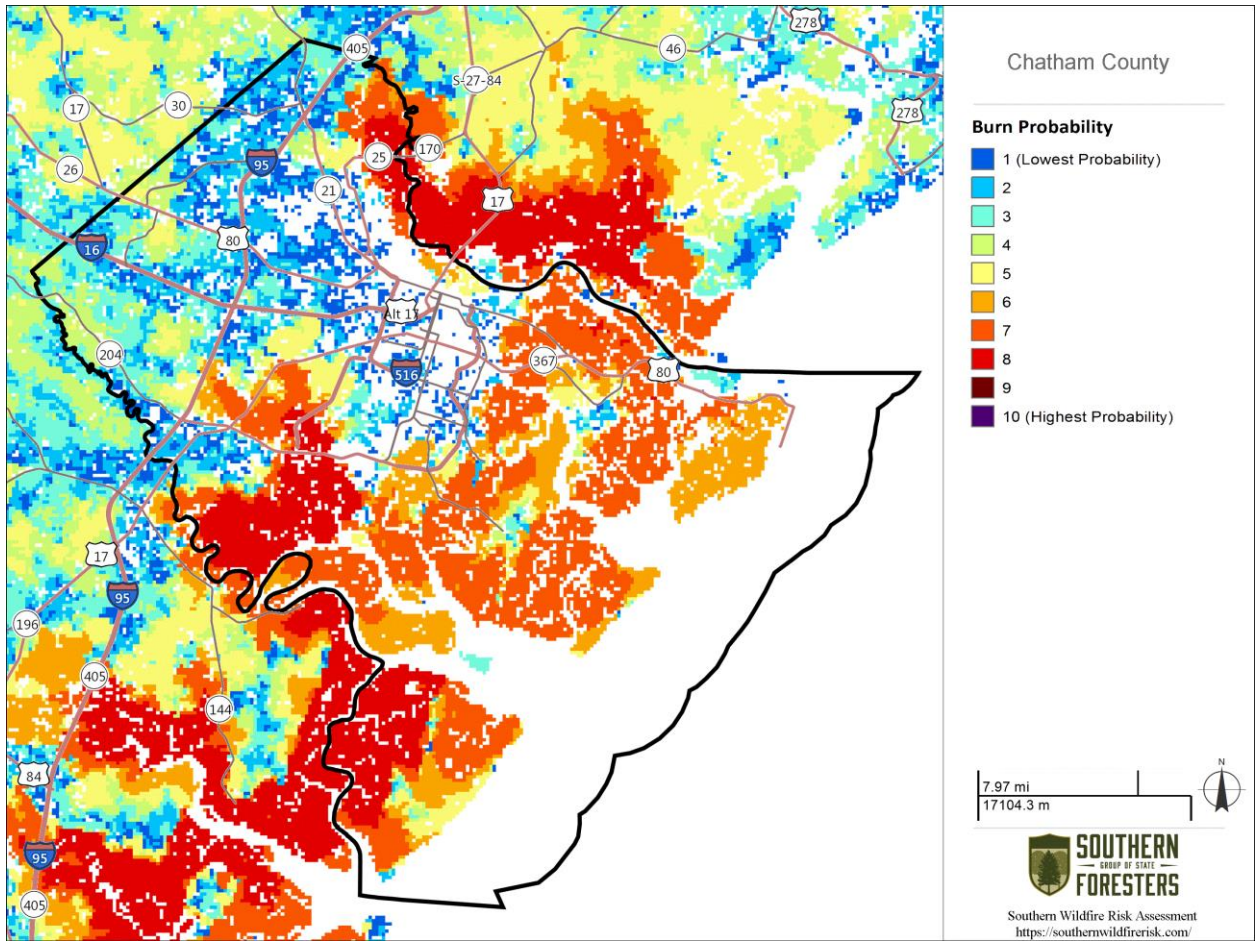 405
278
46
S-27-84
17
30
278
26
95
25
170
21
17
80
16
Alt 17
204
367
80
516
17
95
196
405
144
84
95
405
Chatham County
Burn Probability
1 (Lowest Probability)
2
3
4
5
6
7
8
9
10 (Highest Probability)
N
7.97 mi
17104.3 m
SOUTHERN
GROUP OF STATE
FORESTERS
Southern Wildfire Risk Assessment
https://southernwildfirerisk.com/